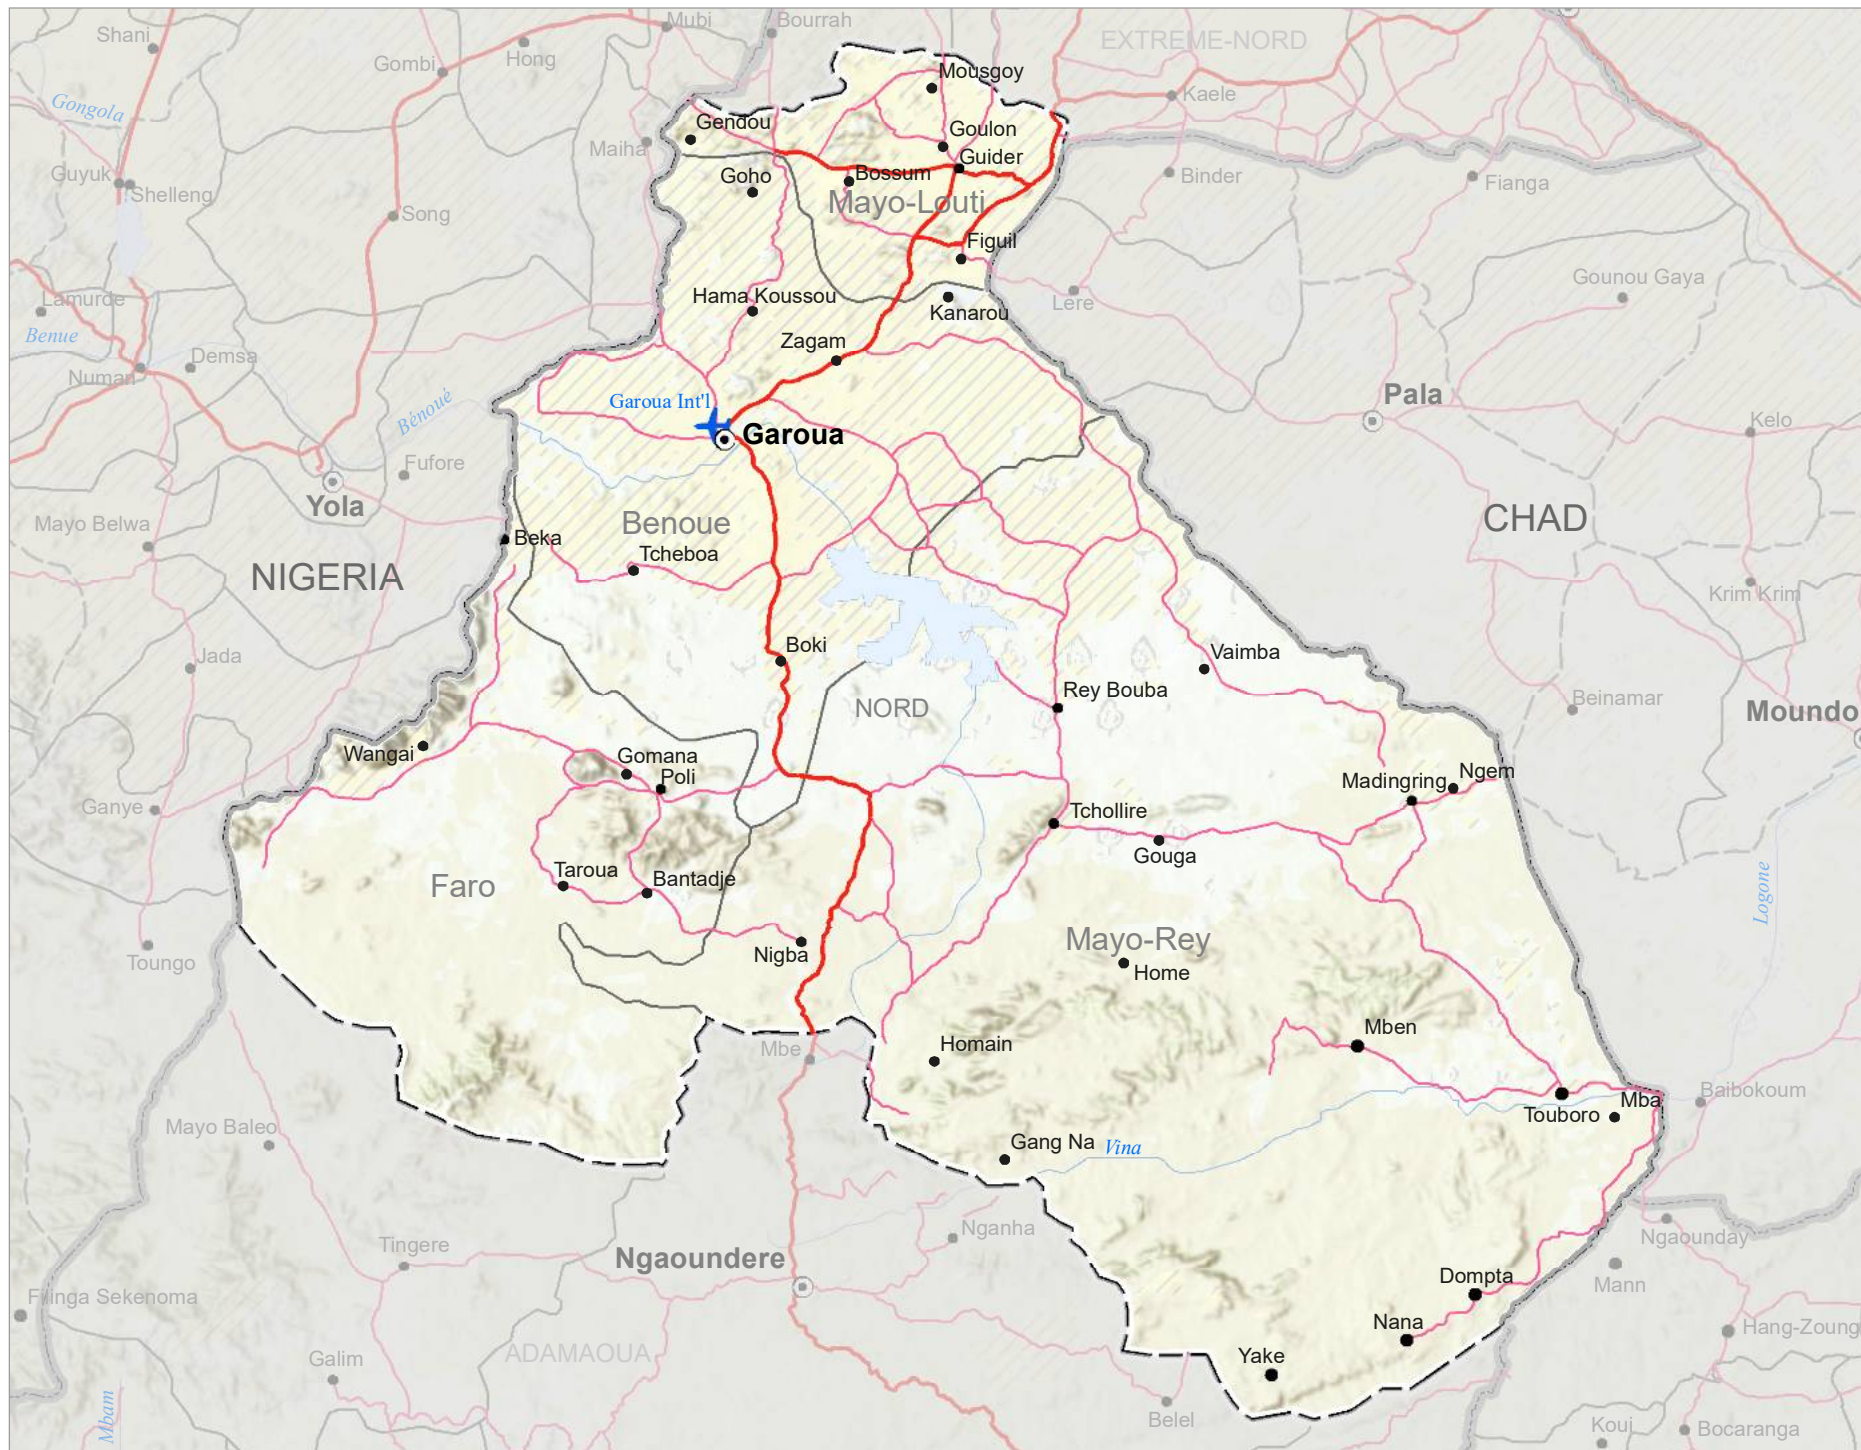 Shani
Mubi
Bourrah
Hong
Gombi
EXTREME-NORD
Mousgoy
Kaele
Gongola
Gendou
Goulon
Maiha
Guider
Guyuk
Shelleng
Goho
Bossum
Binder
Fianga
Mayo-Louti
Song
Figuil
Gounou Gaya
Lamurde
Hama Koussou
Kanarou
Lere
Benue
Zagam
Demsa
Numan
Garoua Int'l
Bénoué
Pala
Garoua
Kelo
Fufore
Yola
Mayo Belwa
Benoue
CHAD
Beka
Tcheboa
NIGERIA
Krim Krim
Jada
Boki
Vaimba
Rey Bouba
Beinamar
NORD
Moundo
Wangai
Gomana
Poli
Madingring
Ngem
Ganye
Tchollire
Gouga
Taroua
Bantadje
Faro
Logone
Mayo-Rey
Nigba
Home
Toungo
Mben
Homain
Mbe
Baibokoum
Mba
Touboro
Mayo Baleo
Gang Na
Vina
Nganha
Ngaounday
Tingere
Ngaoundere
Mann
Dompta
Filinga Sekenoma
Nana
Hang-Zoung
ADAMAOUA
Galim
Yake
Mbam
Belel
Koui
Bocaranga